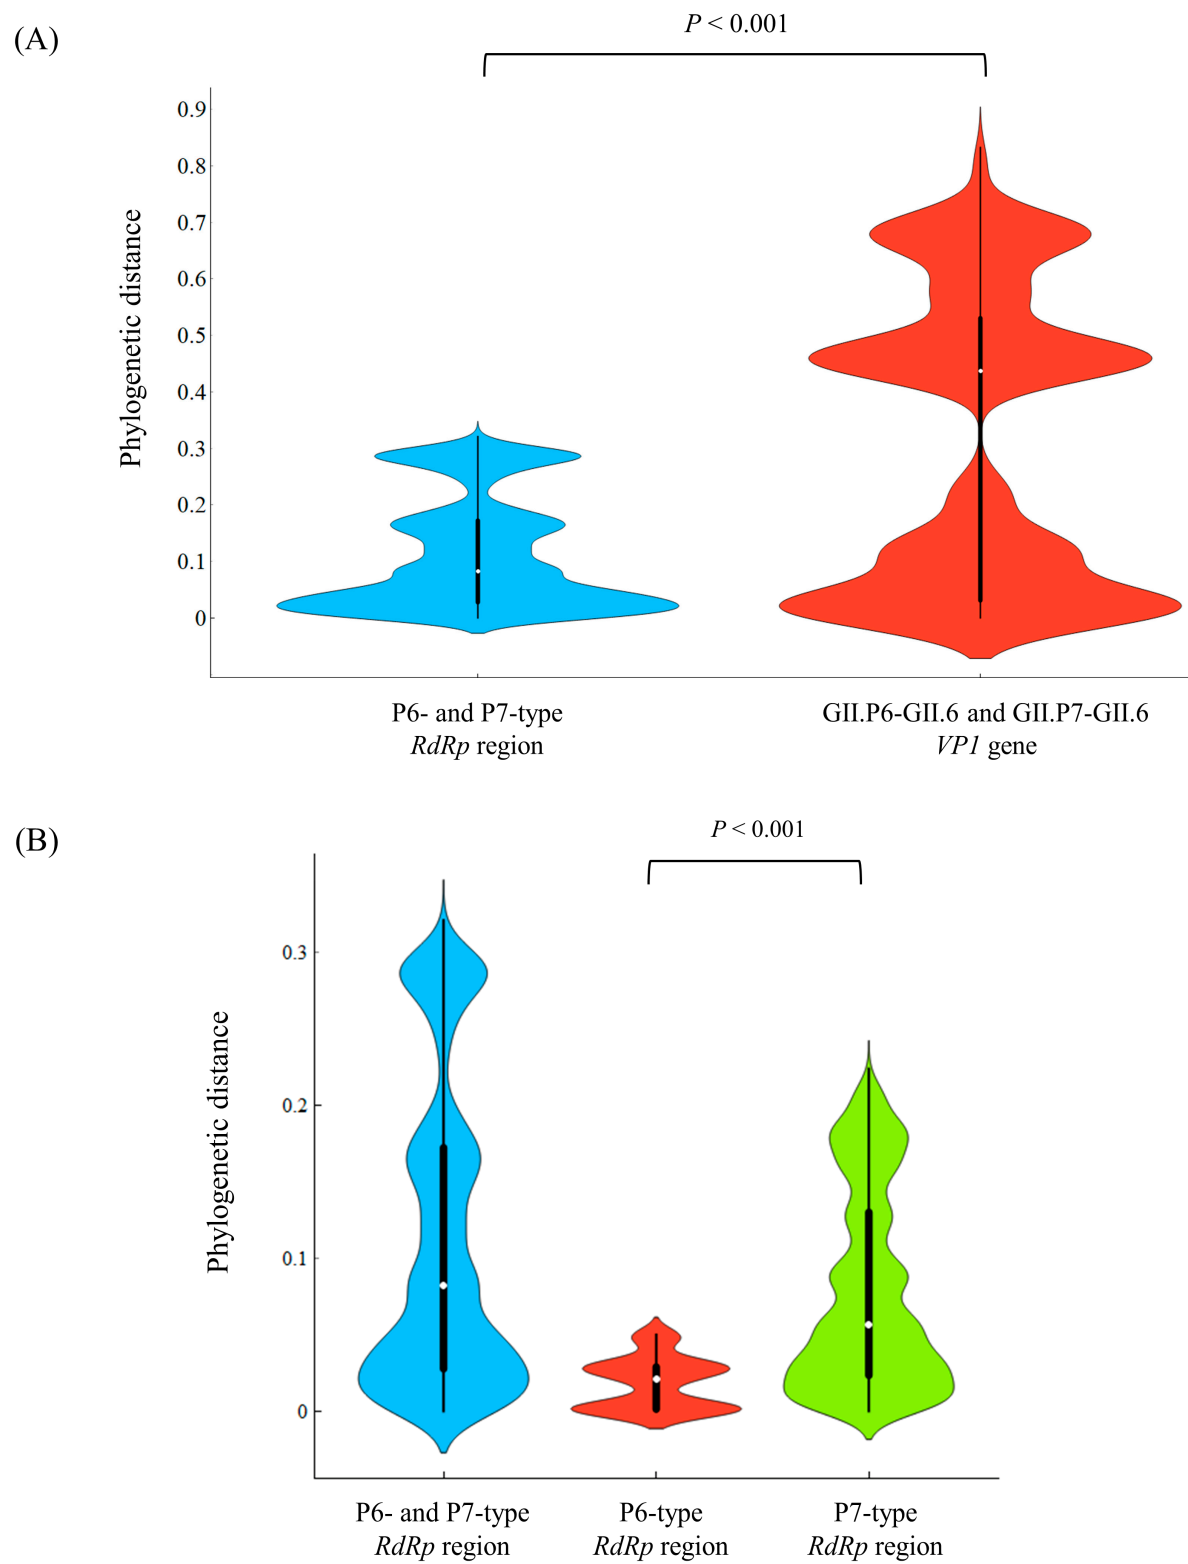 (A)
P < 0.001
Phylogenetic distance
0.9
0.8
0.7
0.6
0.5
0.4
0.3
0.2
0.1
0
P6- and P7-type
RdRp region
GII.P6-GII.6 and GII.P7-GII.6
VP1 gene
(B)
P < 0.001
Phylogenetic distance
0.3
0.2
0.1
0
P6- and P7-type
RdRp region
P6-type
RdRp region
P7-type
RdRp region